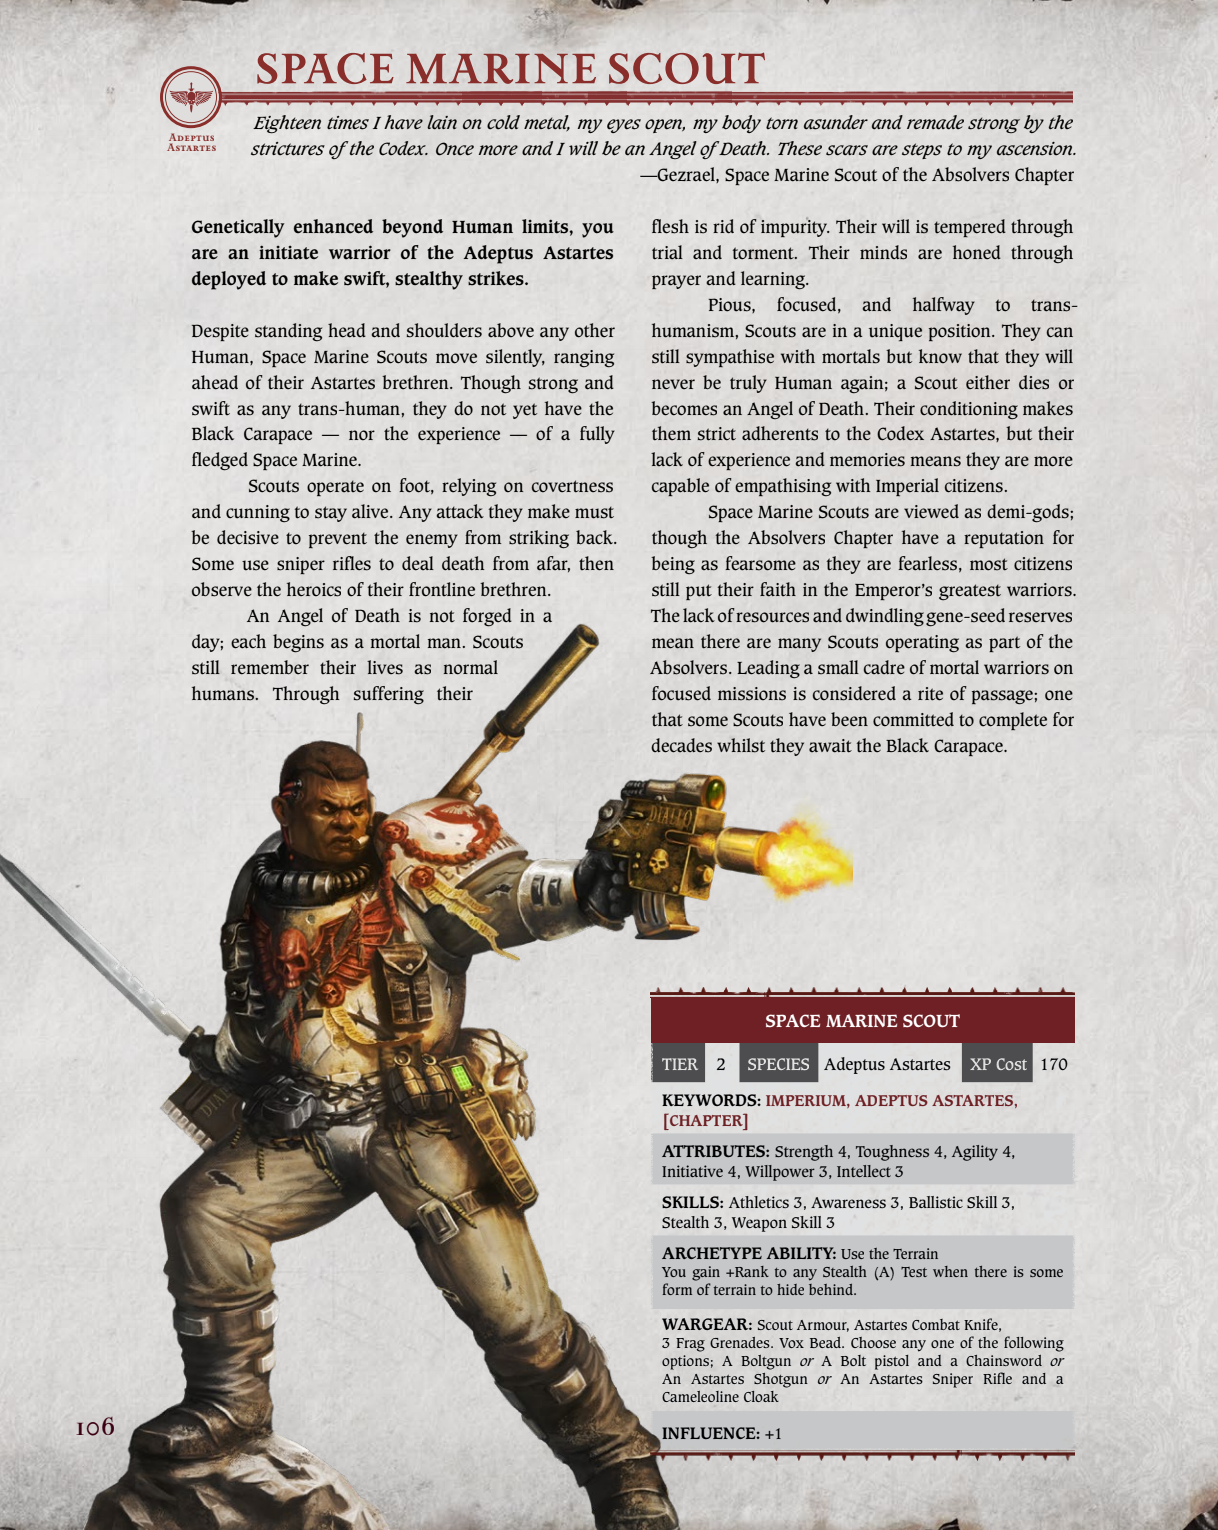 SPACE MARINE SCOUT
ADEPTUS
ASTARTES
Eighteen times I have lain on cold metal, my eyes open, my body torn asunder and remade strong by the
strictures of the Codex. Once more and I will be an Angel of Death. These scars are steps to my ascension.
—Gezrael, Space Marine Scout of the Absolvers Chapter
Genetically enhanced beyond Human limits, you
are an initiate warrior of the Adeptus Astartes
deployed to make swift, stealthy strikes.
Despite standing head and shoulders above any other
Human, Space Marine Scouts move silently, ranging
ahead of their Astartes brethren. Though strong and
swift as any trans-human, they do not yet have the
Black Carapace — nor the experience — of a fully
fledged Space Marine.
Scouts operate on foot, relying on covertness
and cunning to stay alive. Any attack they make must
be decisive to prevent the enemy from striking back.
Some use sniper rifles to deal death from afar, then
observe the heroics of their frontline brethren.
An Angel of Death is not forged in a
day; each begins as a mortal man. Scouts
still remember their lives as normal
humans. Through suffering their
flesh is rid of impurity. Their will is tempered through
trial and torment. Their minds are honed through
prayer and learning.
Pious, focused, and halfway to trans-
humanism, Scouts are in a unique position. They can
still sympathise with mortals but know that they will
never be truly Human again; a Scout either dies or
becomes an Angel of Death. Their conditioning makes
them strict adherents to the Codex Astartes, but their
lack of experience and memories means they are more
capable of empathising with Imperial citizens.
Space Marine Scouts are viewed as demi-gods;
though the Absolvers Chapter have a reputation for
being as fearsome as they are fearless, most citizens
still put their faith in the Emperor's greatest warriors.
The lack of resources and dwindling gene-seed reserves
mean there are many Scouts operating as part of the
Absolvers. Leading a small cadre of mortal warriors on
focused missions is considered a rite of passage; one
that some Scouts have been committed to complete for
decades whilst they await the Black Carapace.
DIALLO
DIAL
SPACE MARINE SCOUT
TIER 2 SPECIES Adeptus Astartes XP Cost 170
KEYWORDS: IMPERIUM, ADEPTUS ASTARTES,
[CHAPTER]
ATTRIBUTES: Strength 4, Toughness 4, Agility 4,
Initiative 4, Willpower 3, Intellect 3
SKILLS: Athletics 3, Awareness 3, Ballistic Skill 3,
Stealth 3, Weapon Skill 3
ARCHETYPE ABILITY: Use the Terrain
You gain +Rank to any Stealth (A) Test when there is some
form of terrain to hide behind.
WARGEAR: Scout Armour, Astartes Combat Knife,
3 Frag Grenades. Vox Bead. Choose any one of the following
options; A Boltgun or A Bolt pistol and a Chainsword or
An Astartes Shotgun or An Astartes Sniper Rifle and a
Cameleoline Cloak
INFLUENCE: +1
106